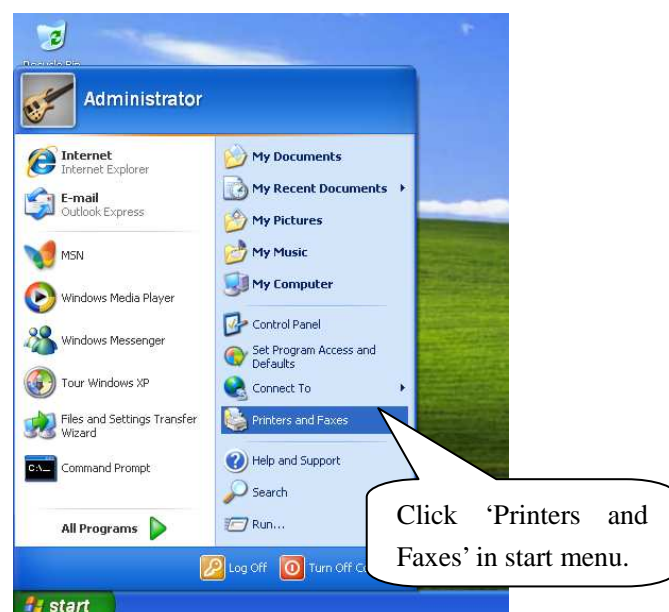 Administrator
Internet
Internet Explorer
E-mail
Outlook Express
MSN
Windows Media Player
Windows Messenger
Tour Windows XP
Files and Settings Transfer
Wizard
C:\_
Command Prompt
All Programs
My Documents
My Recent Documents
My Pictures
My Music
My Computer
Control Panel
Set Program Access and
Defaults
Connect To
Printers and Faxes
Help and Support
Search
Run...
Log Off
Turn Off
start
Click ‘Printers and
Faxes’ in start menu.